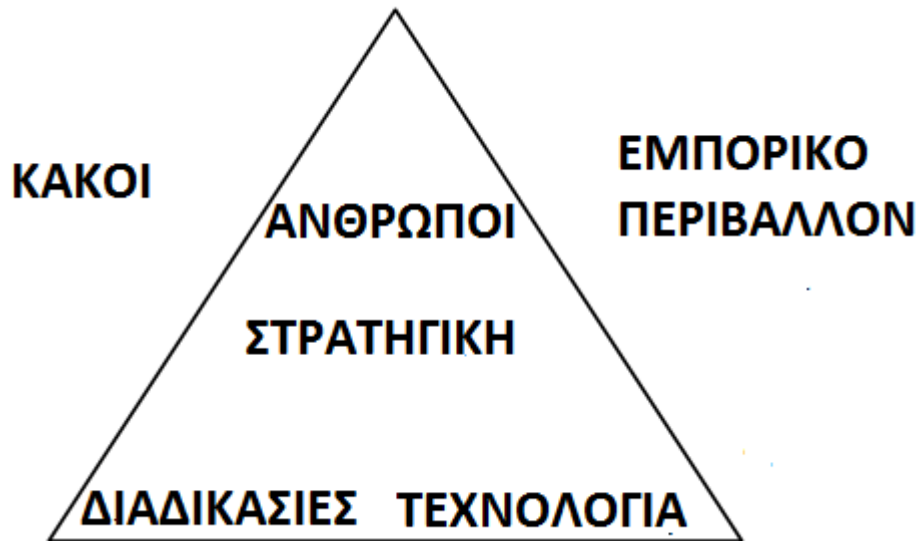 ΚΑΚΟΙ
ΕΜΠΟΡΙΚΟ
ΠΕΡΙΒΑΛΛΟΝ
ΑΝΘΡΩΠΟΙ
ΣΤΡΑΤΗΓΙΚΗ
ΔΙΑΔΙΚΑΣΙΕΣ ΤΕΧΝΟΛΟΓΙΑ